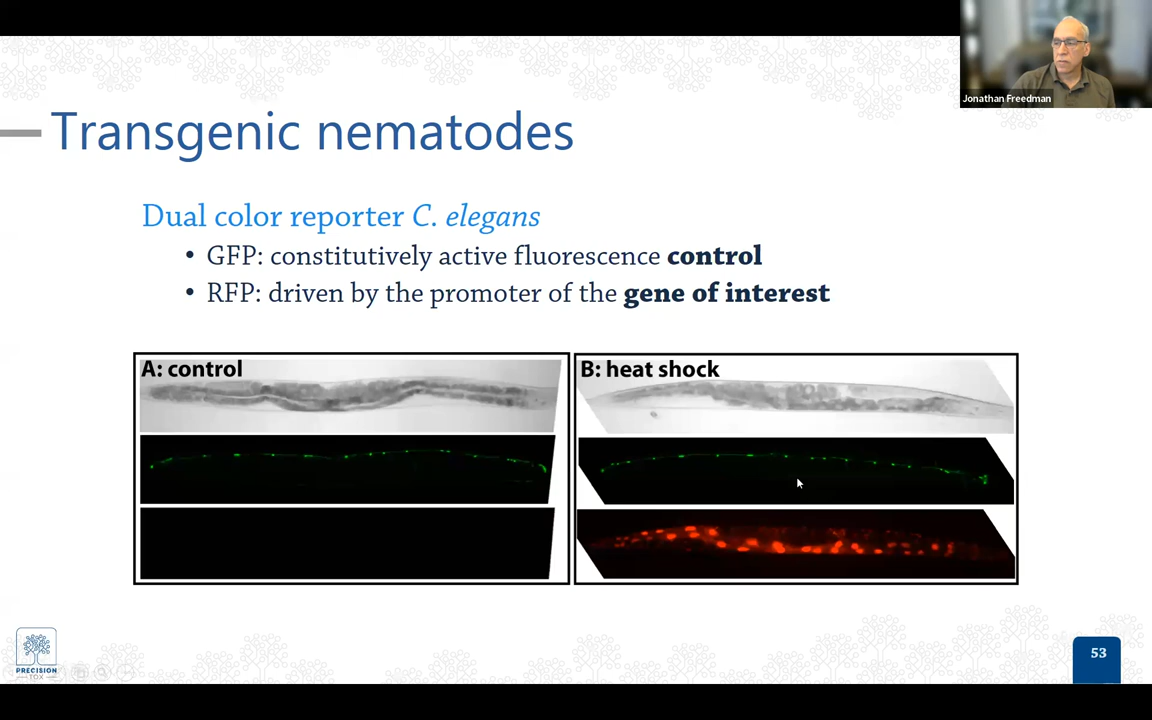 Jonathan Freedman
Transgenic nematodes
Dual color reporter C. elegans
• GFP: constitutively active fluorescence control
• RFP: driven by the promoter of the gene of interest
A: control
B: heat shock
PRECISION
TOX
53